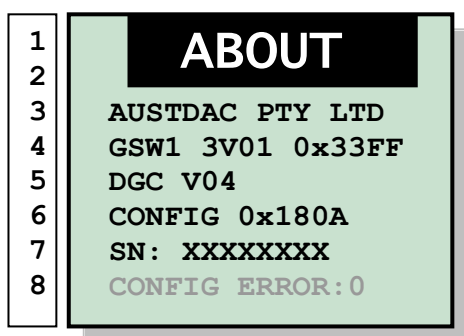 1
2
3
4
5
6
7
8
ABOUT
AUSTDAC PTY LTD
GSW1 3V01 0x33FF
DGC V04
CONFIG 0x180A
SN: XXXXXXXX
CONFIG ERROR:0